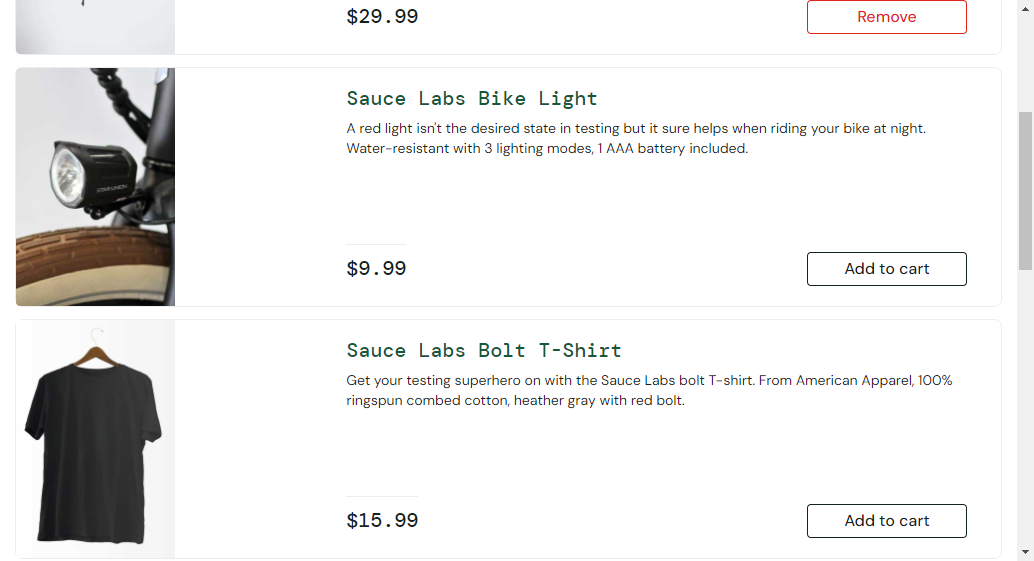 $29.99
Remove
Sauce Labs Bike Light
A red light isn't the desired state in testing but it sure helps when riding your bike at night.
Water-resistant with 3 lighting modes, 1 AAA battery included.
$9.99
Add to cart
Sauce Labs Bolt T-Shirt
Get your testing superhero on with the Sauce Labs bolt T-shirt. From American Apparel, 100%
ringspun combed cotton, heather gray with red bolt.
$15.99
Add to cart